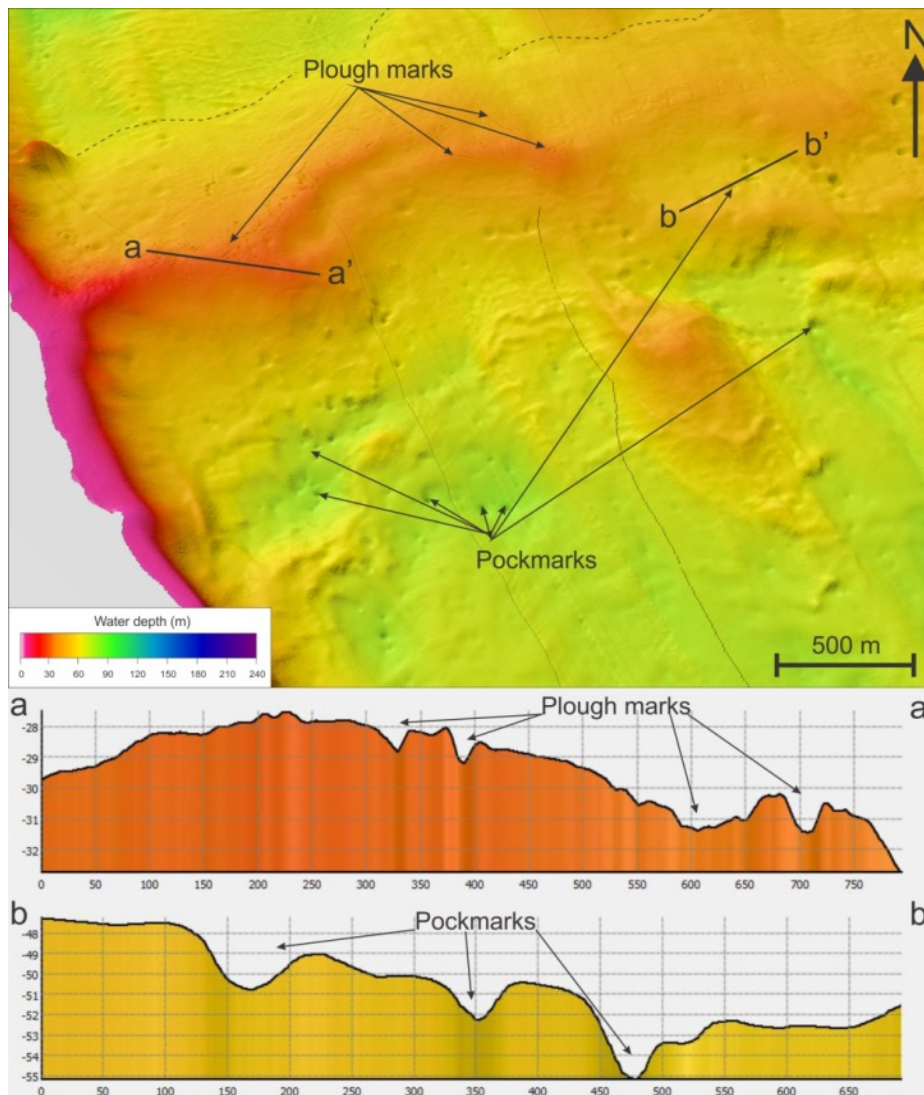 Plough marks
N
b'
b
a
a'
Pockmarks
Water depth (m)
0 30 60 90 120 150 180 210 240
500 m
a Plough marks a
-28
-29
-30
-31
-32
0 50 100 150 200 250 300 350 400 450 500 550 600 650 700 750
b Pockmarks b
-48
-49
-50
-51
-52
-53
-54
-55
0 50 100 150 200 250 300 350 400 450 500 550 600 650